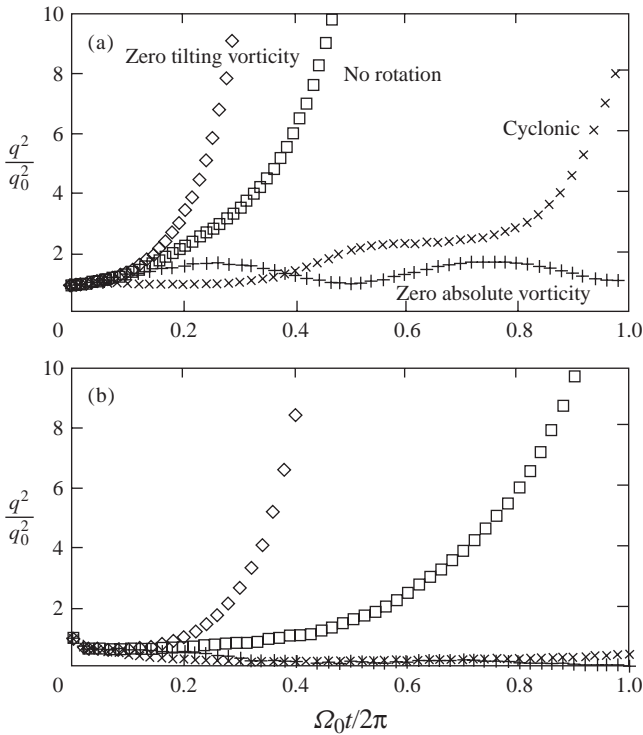 10
(a)
Zero tilting vorticity
No rotation
8
Cyclonic
6
q²
q₀²
4
2
Zero absolute vorticity
0
0.2
0.4
0.6
0.8
1.0
10
(b)
8
6
q²
q₀²
4
2
0
0.2
0.4
0.6
0.8
1.0
Ω₀t/2π